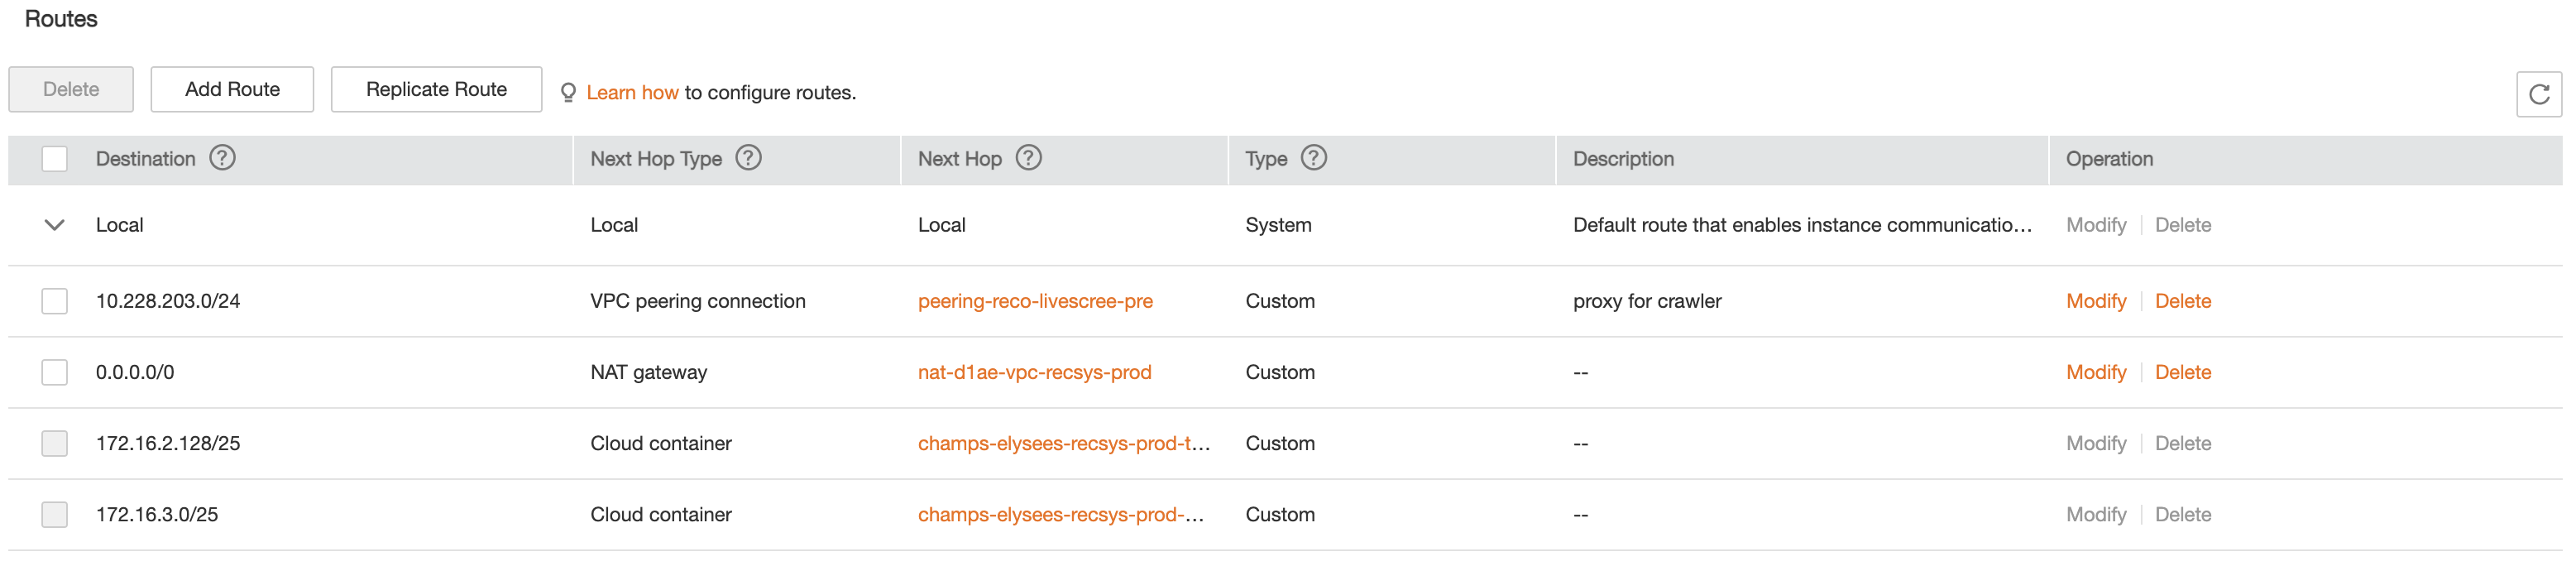 Routes
Delete Add Route Replicate Route Learn how to configure routes.
Destination ? Next Hop Type ? Next Hop ? Type ? Description Operation
Local Local Local System Default route that enables instance communicatio... Modify Delete
10.228.203.0/24 VPC peering connection peering-reco-livescree-pre Custom proxy for crawler Modify Delete
0.0.0.0/0 NAT gateway nat-d1ae-vpc-recsys-prod Custom -- Modify Delete
172.16.2.128/25 Cloud container champs-elysees-recsys-prod-t... Custom -- Modify Delete
172.16.3.0/25 Cloud container champs-elysees-recsys-prod-... Custom -- Modify Delete